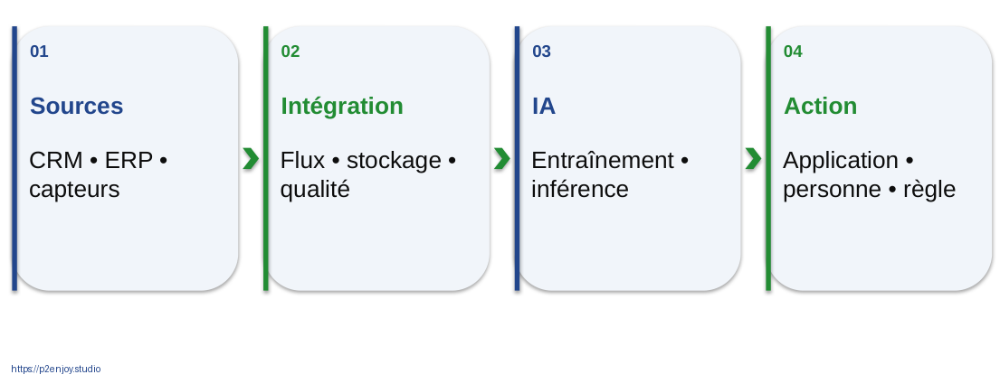 01
Sources
CRM • ERP •
capteurs
02
Intégration
Flux • stockage •
qualité
03
IA
Entraînement •
inférence
04
Action
Application •
personne • règle
https://p2enjoy.studio